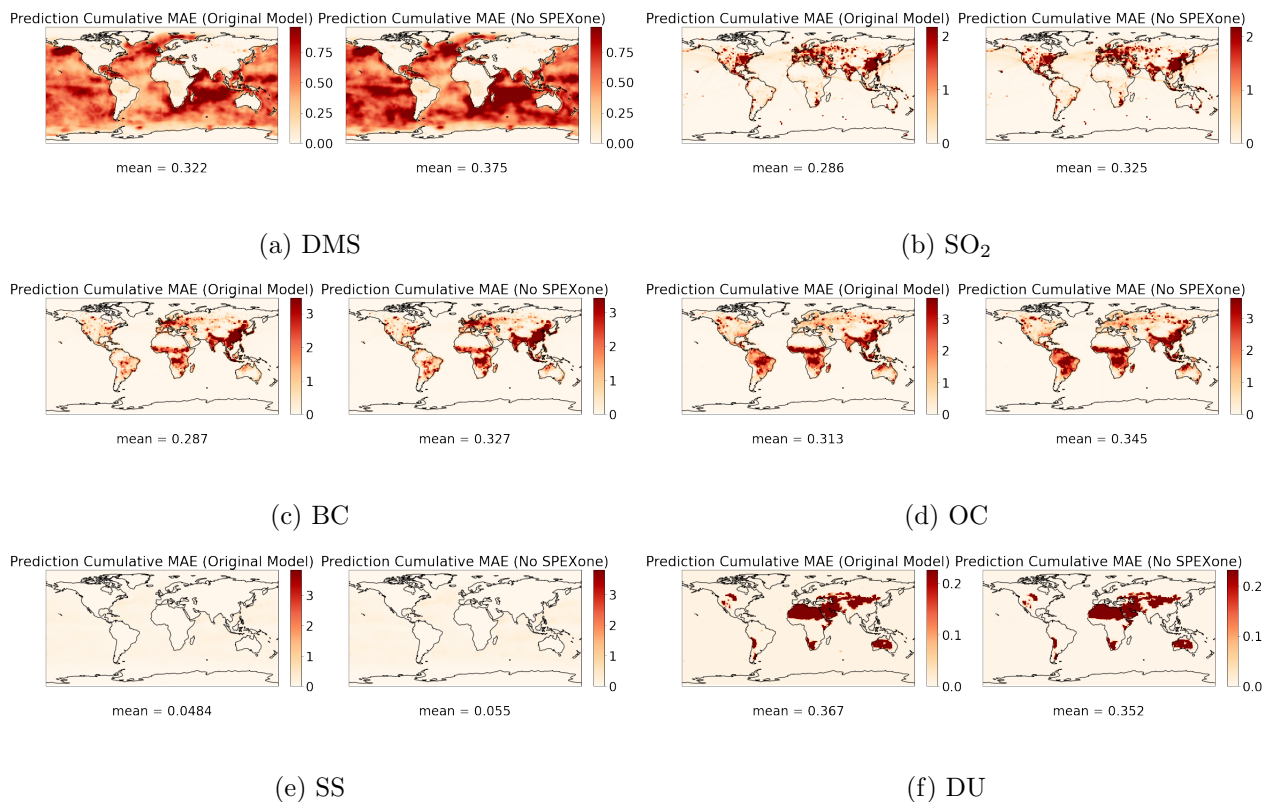 Prediction Cumulative MAE (Original Model) Prediction Cumulative MAE (No SPEXone)
0.75 0.75
0.50 0.50
0.25 0.25
0.00 0.00
mean = 0.322 mean = 0.375
(a) DMS
Prediction Cumulative MAE (Original Model) Prediction Cumulative MAE (No SPEXone)
2 2
1 1
0 0
mean = 0.286 mean = 0.325
(b) SO₂
Prediction Cumulative MAE (Original Model) Prediction Cumulative MAE (No SPEXone)
3 3
2 2
1 1
0 0
mean = 0.287 mean = 0.327
(c) BC
Prediction Cumulative MAE (Original Model) Prediction Cumulative MAE (No SPEXone)
3 3
2 2
1 1
0 0
mean = 0.313 mean = 0.345
(d) OC
Prediction Cumulative MAE (Original Model) Prediction Cumulative MAE (No SPEXone)
3 3
2 2
1 1
0 0
mean = 0.0484 mean = 0.055
(e) SS
Prediction Cumulative MAE (Original Model) Prediction Cumulative MAE (No SPEXone)
0.2 0.2
0.1 0.1
0.0 0.0
mean = 0.367 mean = 0.352
(f) DU